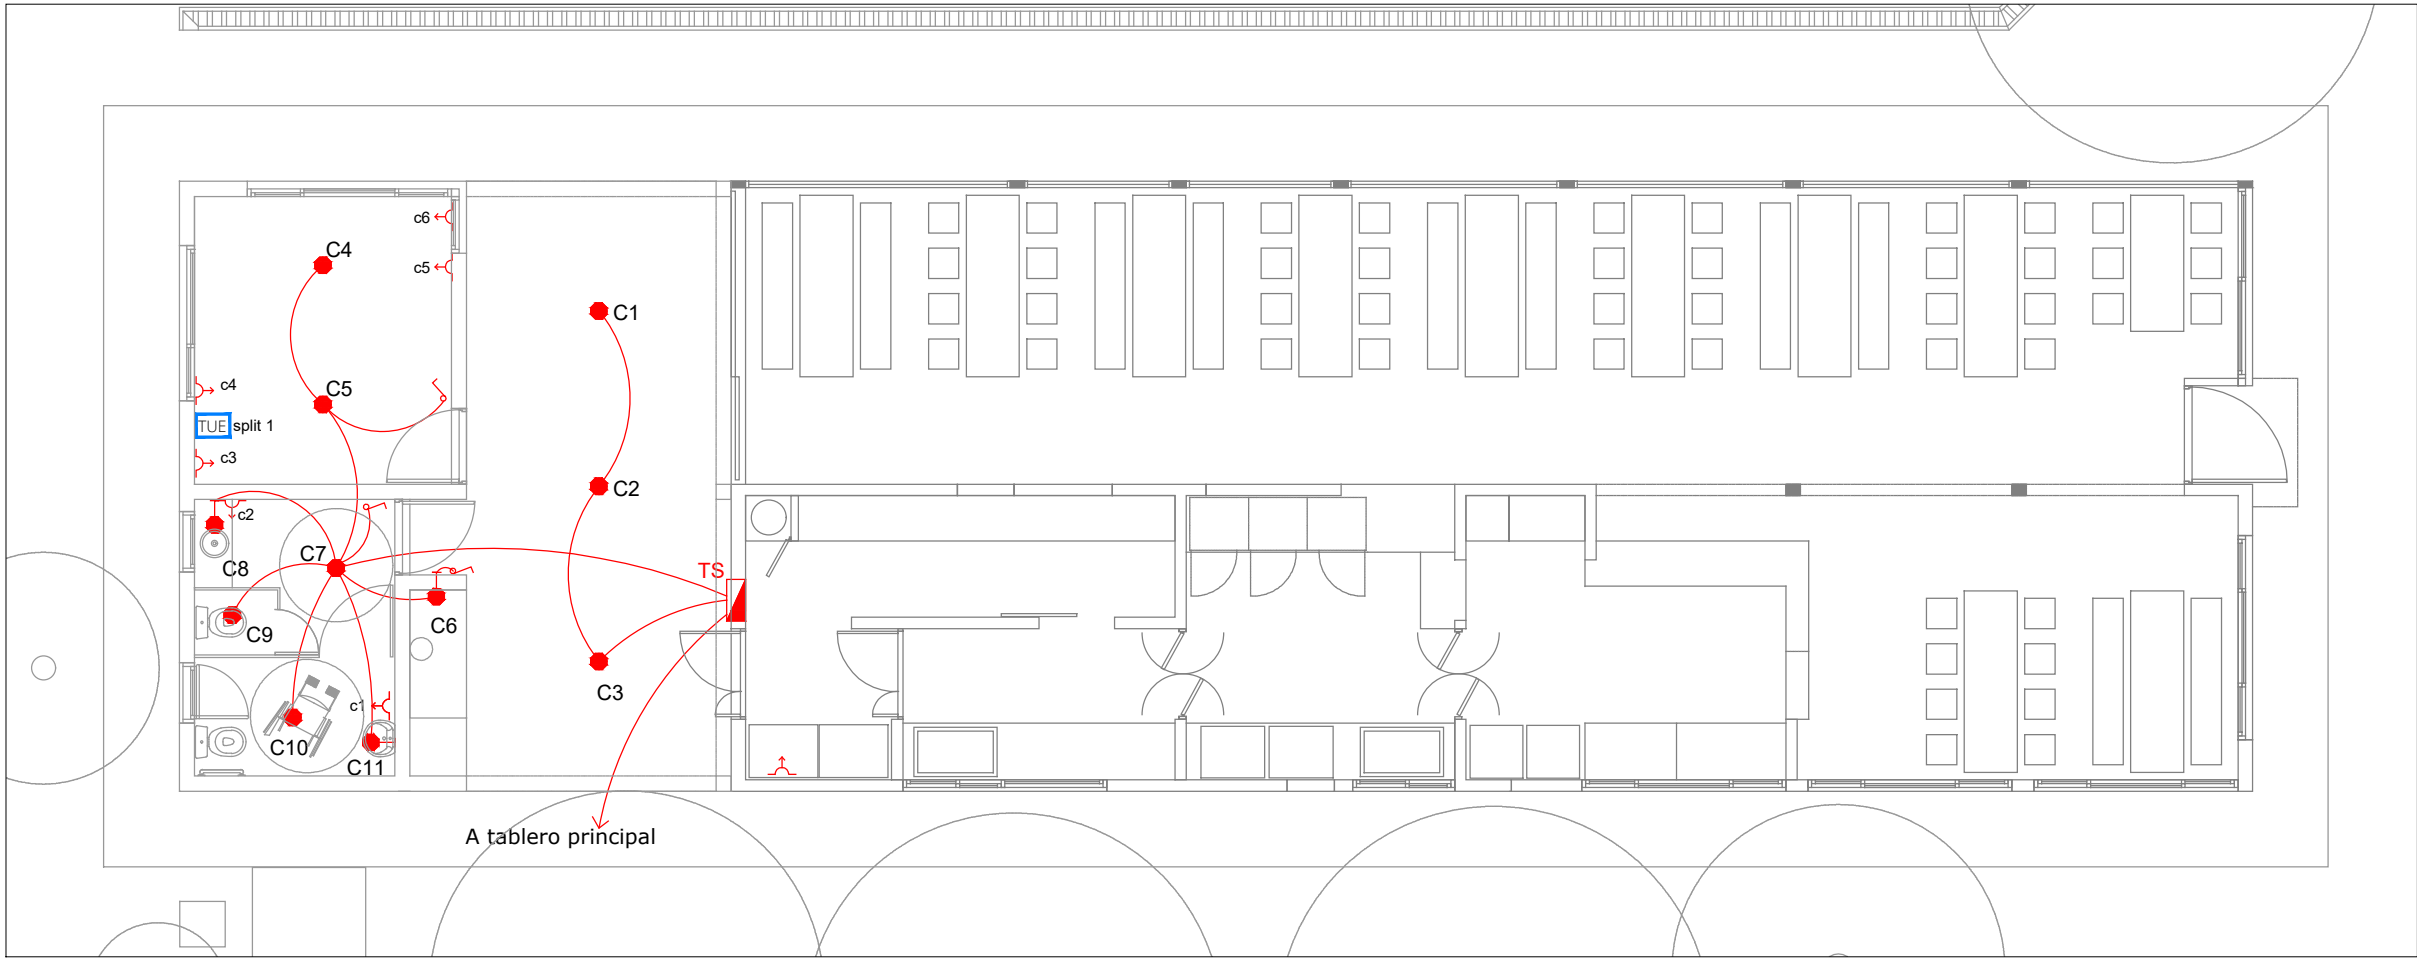 c6
C4
c5
C1
c4
C5
TUE split 1
c3
C2
c2
C7
C8
TS
C9
C6
C3
c1
C10
C11
A tablero principal